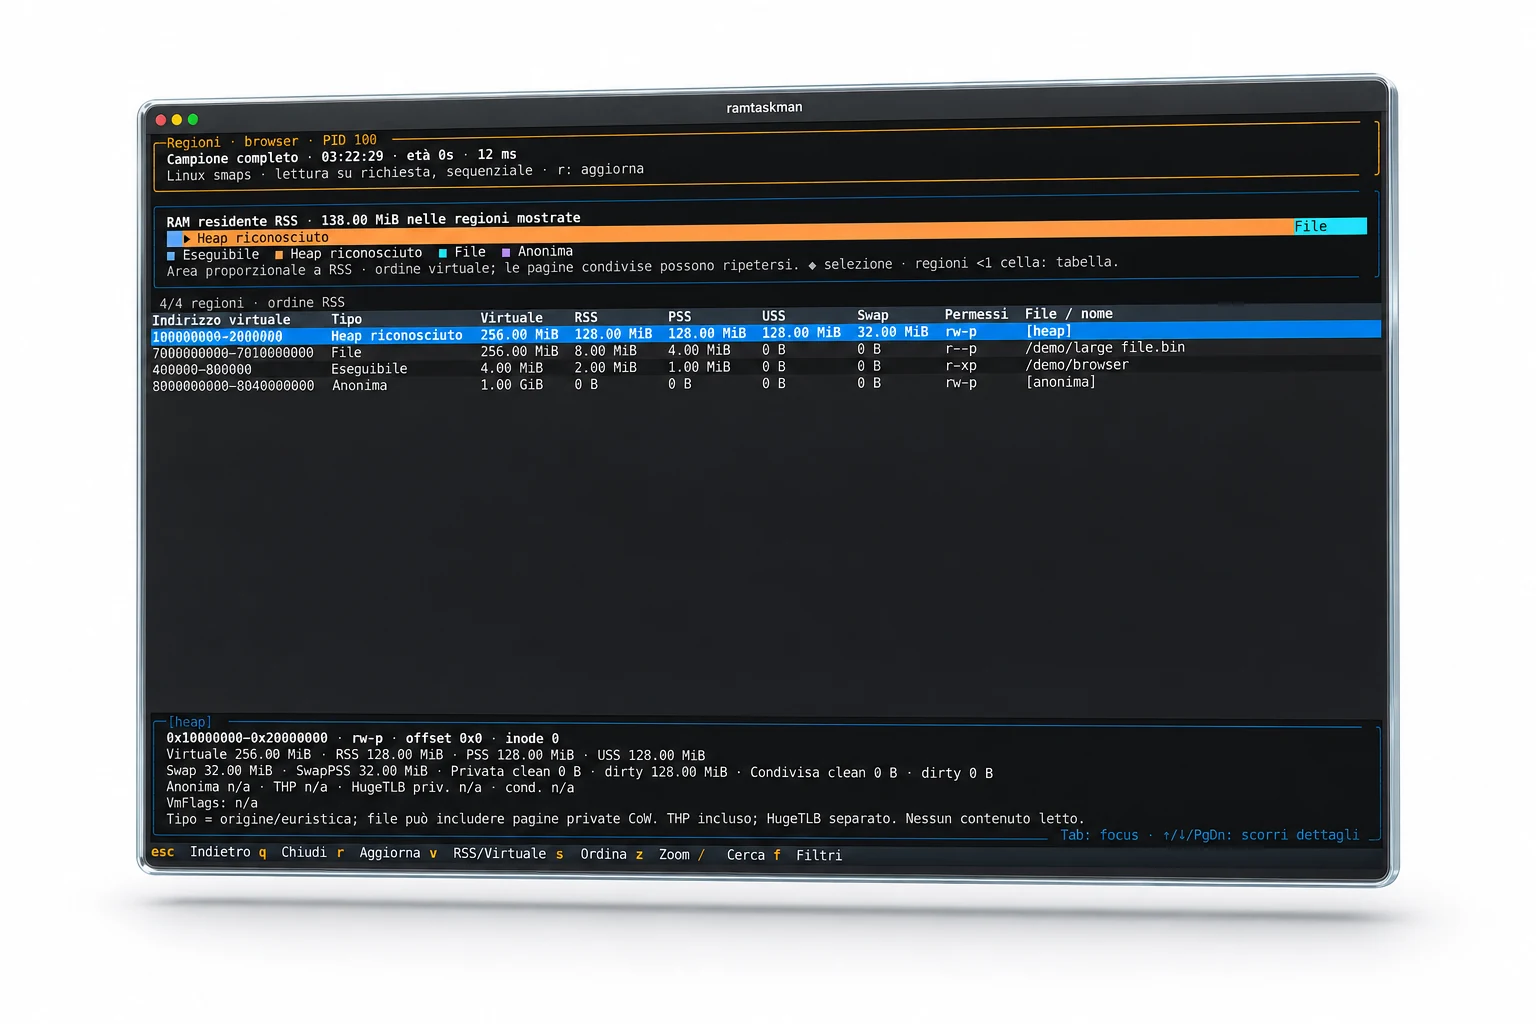 ramtaskman
Regioni · browser · PID 100
Campione completo · 03:22:29 · età 0s · 12 ms
Linux smaps · lettura su richiesta, sequenziale · r: aggiorna
RAM residente RSS · 138.00 MiB nelle regioni mostrate
▶ Heap riconosciuto File
■ Eseguibile ■ Heap riconosciuto ■ File ■ Anonima
Area proporzionale a RSS · ordine virtuale; le pagine condivise possono ripetersi. ◆ selezione · regioni <1 cella: tabella.
4/4 regioni · ordine RSS
Indirizzo virtuale Tipo Virtuale RSS PSS USS Swap Permessi File / nome
10000000-20000000 Heap riconosciuto 256.00 MiB 128.00 MiB 128.00 MiB 128.00 MiB 32.00 MiB rw-p [heap]
7000000000-7010000000 File 256.00 MiB 8.00 MiB 4.00 MiB 0 B 0 B r--p /demo/large file.bin
400000-800000 Eseguibile 4.00 MiB 2.00 MiB 1.00 MiB 0 B 0 B r-xp /demo/browser
8000000000-8040000000 Anonima 1.00 GiB 0 B 0 B 0 B 0 B rw-p [anonima]
[heap]
0x10000000-0x20000000 · rw-p · offset 0x0 · inode 0
Virtuale 256.00 MiB · RSS 128.00 MiB · PSS 128.00 MiB · USS 128.00 MiB
Swap 32.00 MiB · SwapPSS 32.00 MiB · Privata clean 0 B · dirty 128.00 MiB · Condivisa clean 0 B · dirty 0 B
Anonima n/a · THP n/a · HugeTLB priv. n/a · cond. n/a
VmFlags: n/a
Tipo = origine/euristica; file può includere pagine private CoW. THP incluso; HugeTLB separato. Nessun contenuto letto.
Tab: focus · ↑/↓/PgDn: scorri dettagli
esc Indietro q Chiudi r Aggiorna v RSS/Virtuale s Ordina z Zoom / Cerca f Filtri